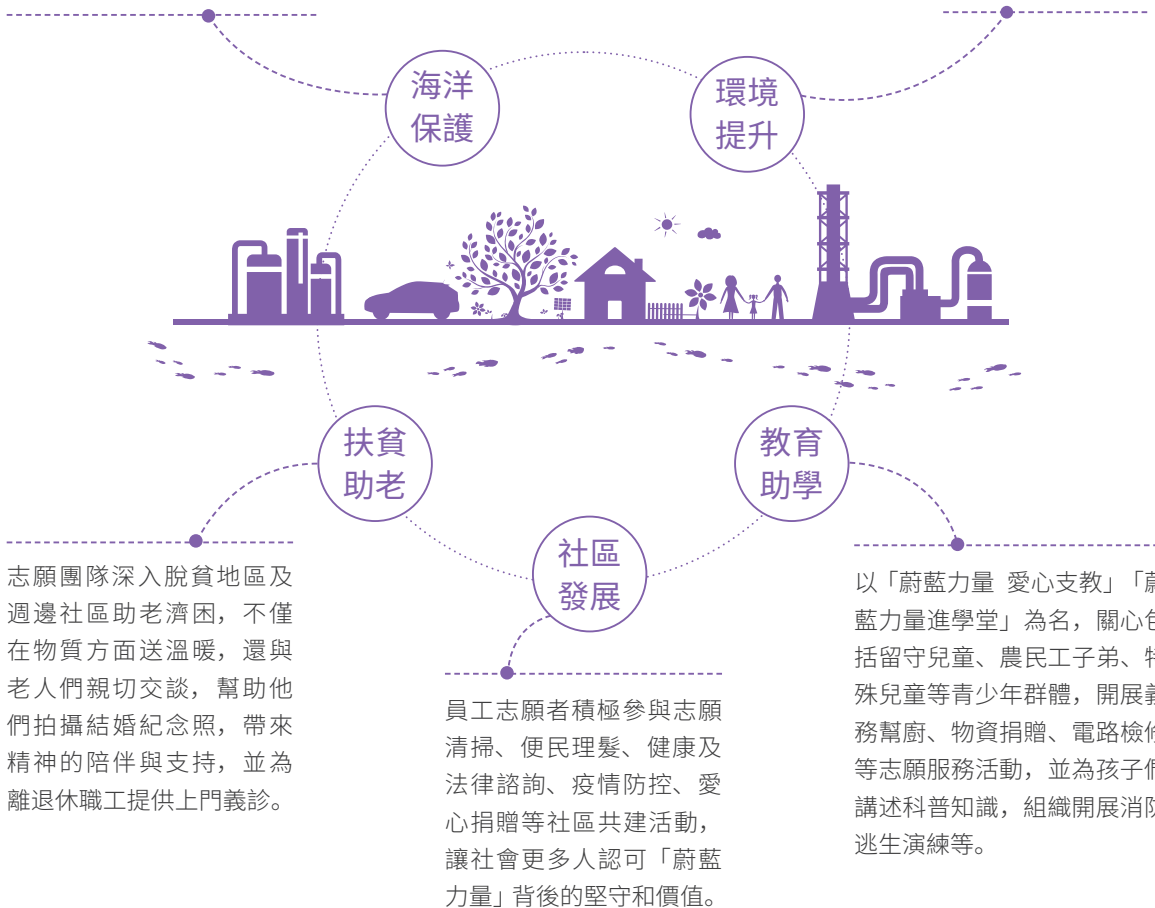 海洋
保護
環境
提升
扶貧
助老
教育
助學
社區
發展
志願團隊深入脫貧地區及
週邊社區助老濟困，不僅
在物質方面送溫暖，還與
老人們親切交談，幫助他
們拍攝結婚紀念照，帶來
精神的陪伴與支持，並為
離退休職工提供上門義診。
員工志願者積極參與志願
清掃、便民理髮、健康及
法律諮詢、疫情防控、愛
心捐贈等社區共建活動，
讓社會更多人認可「蔚藍
力量」背後的堅守和價值。
以「蔚藍力量 愛心支教」「蔚
藍力量進學堂」為名，關心包
括留守兒童、農民工子弟、特
殊兒童等青少年群體，開展義
務幫廚、物資捐贈、電路檢修
等志願服務活動，並為孩子們
講述科普知識，組織開展消防
逃生演練等。